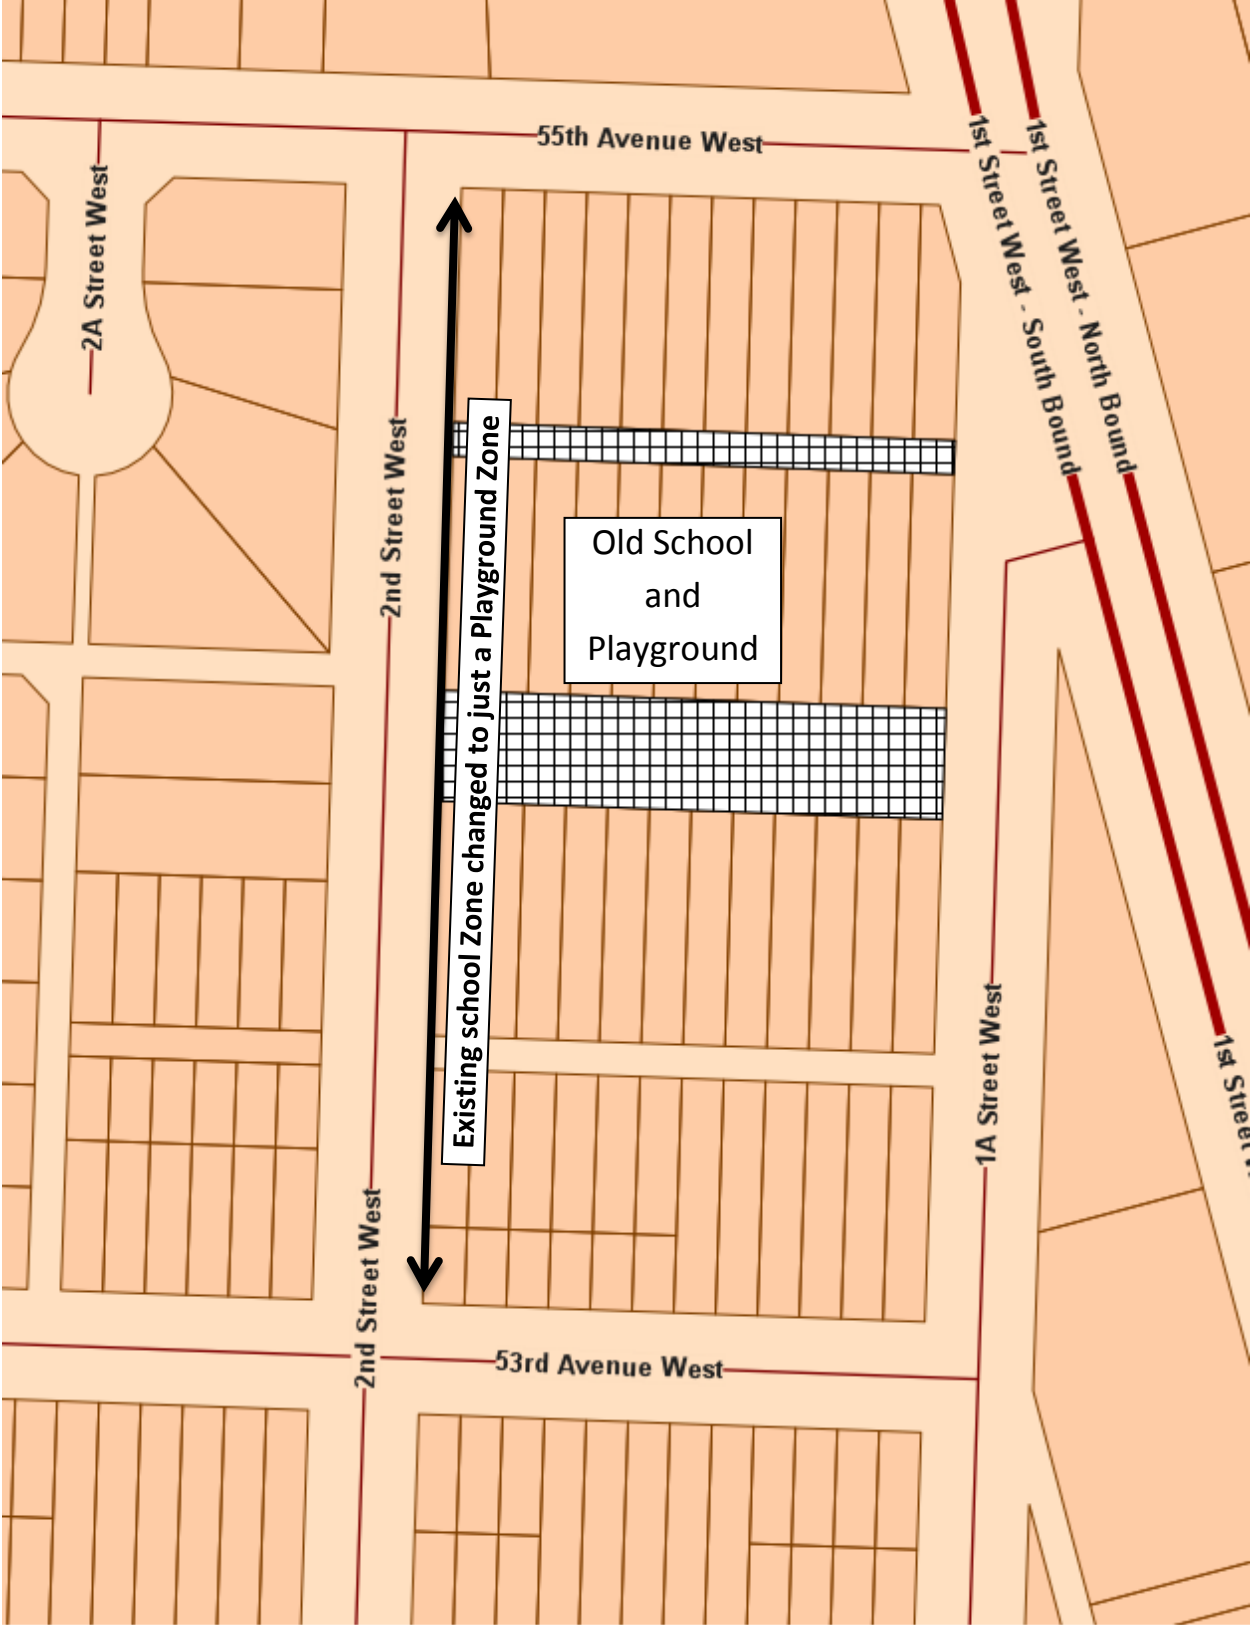 55th Avenue West
1st Street West - South Bound
1st Street West - North Bound
2A Street West
2nd Street West
Existing school Zone changed to just a Playground Zone
Old School
and
Playground
1A Street West
1st Street
2nd Street West
53rd Avenue West